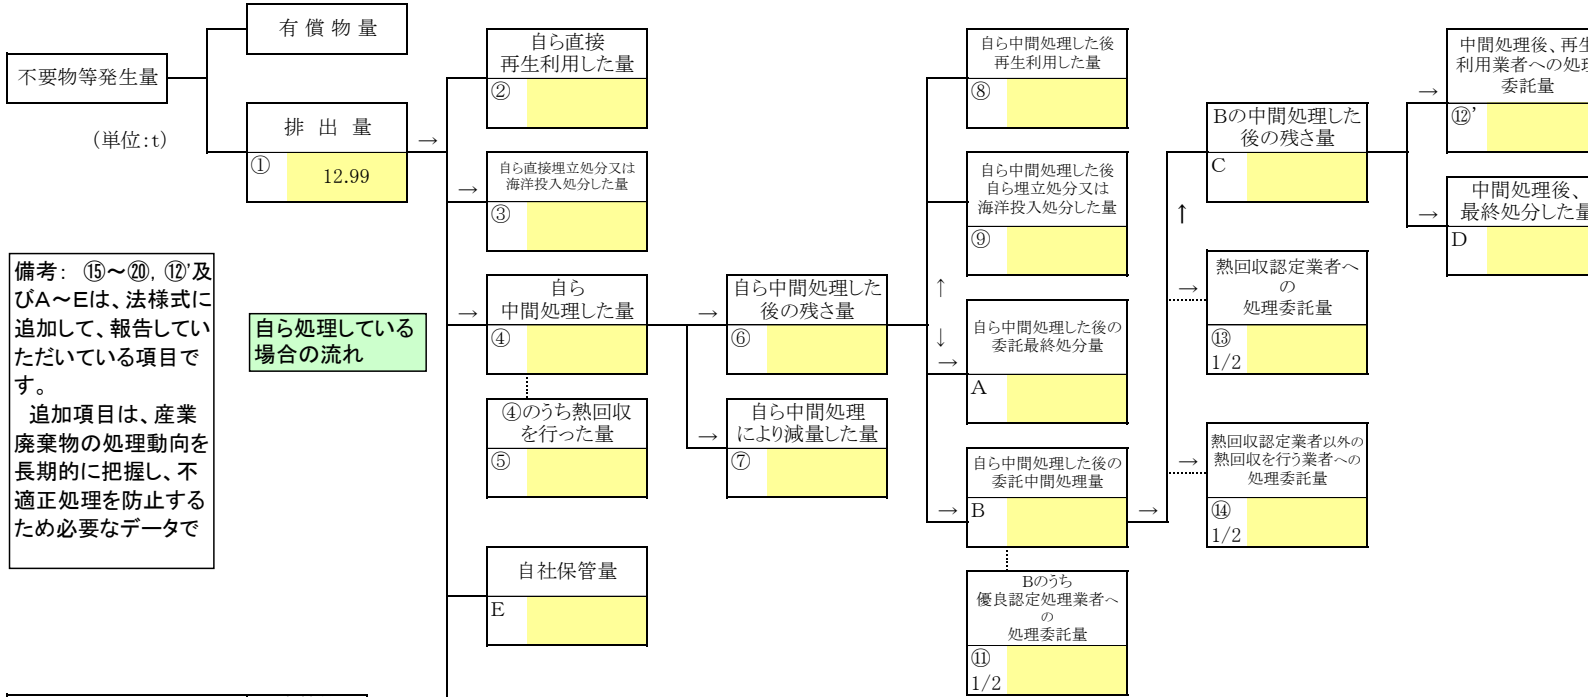 有 償 物 量
不要物等発生量
(単位:t)
排 出 量
→
①
12.99
備考： ⑮～⑳, ⑫'及
びA～Eは、法様式に
追加して、報告してい
ただいている項目で
す。
追加項目は、産業
廃棄物の処理動向を
長期的に把握し、不
適正処理を防止する
ため必要なデータで
自ら処理している
場合の流れ
自ら直接
再生利用した量
②
→
自ら直接埋立処分又は
海洋投入処分した量
③
→
自ら
中間処理した量
④
④のうち熱回収
を行った量
⑤
自社保管量
E
→
自ら中間処理した
後の残さ量
⑥
→
自ら中間処理
により減量した量
⑦
自ら中間処理した後
再生利用した量
⑧
自ら中間処理した後
自ら埋立処分又は
海洋投入処分した量
⑨
↑
↓
→
自ら中間処理した後の
委託最終処分量
A
→
自ら中間処理した後の
委託中間処理量
B
Bのうち
優良認定処理業者へ
の
処理委託量
⑪
1/2
→
↑
Bの中間処理した
後の残さ量
C
→
熱回収認定業者へ
の
処理委託量
⑬
1/2
→
熱回収認定業者以外の
熱回収を行う業者への
処理委託量
⑭
1/2
→
中間処理後、再生
利用業者への処理
委託量
⑫'
→
中間処理後、
最終処分した量
D